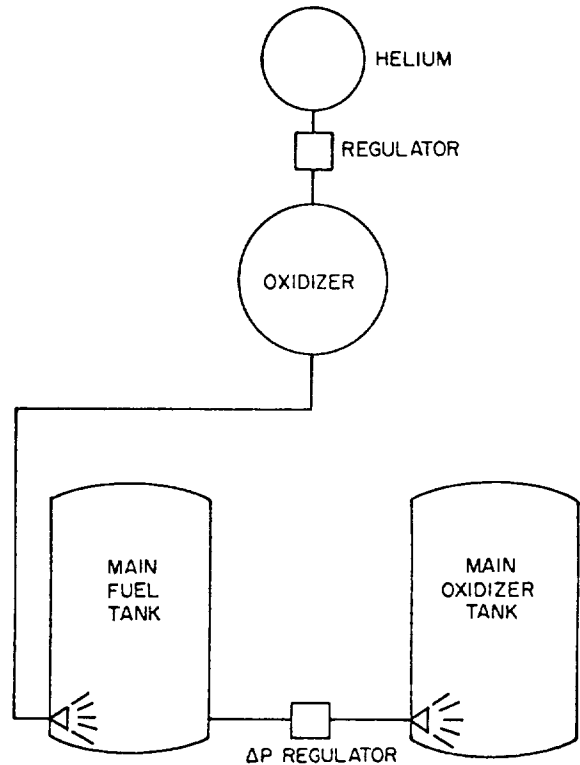 HELIUM
REGULATOR
OXIDIZER
MAIN
FUEL
TANK
MAIN
OXIDIZER
TANK
ΔP REGULATOR